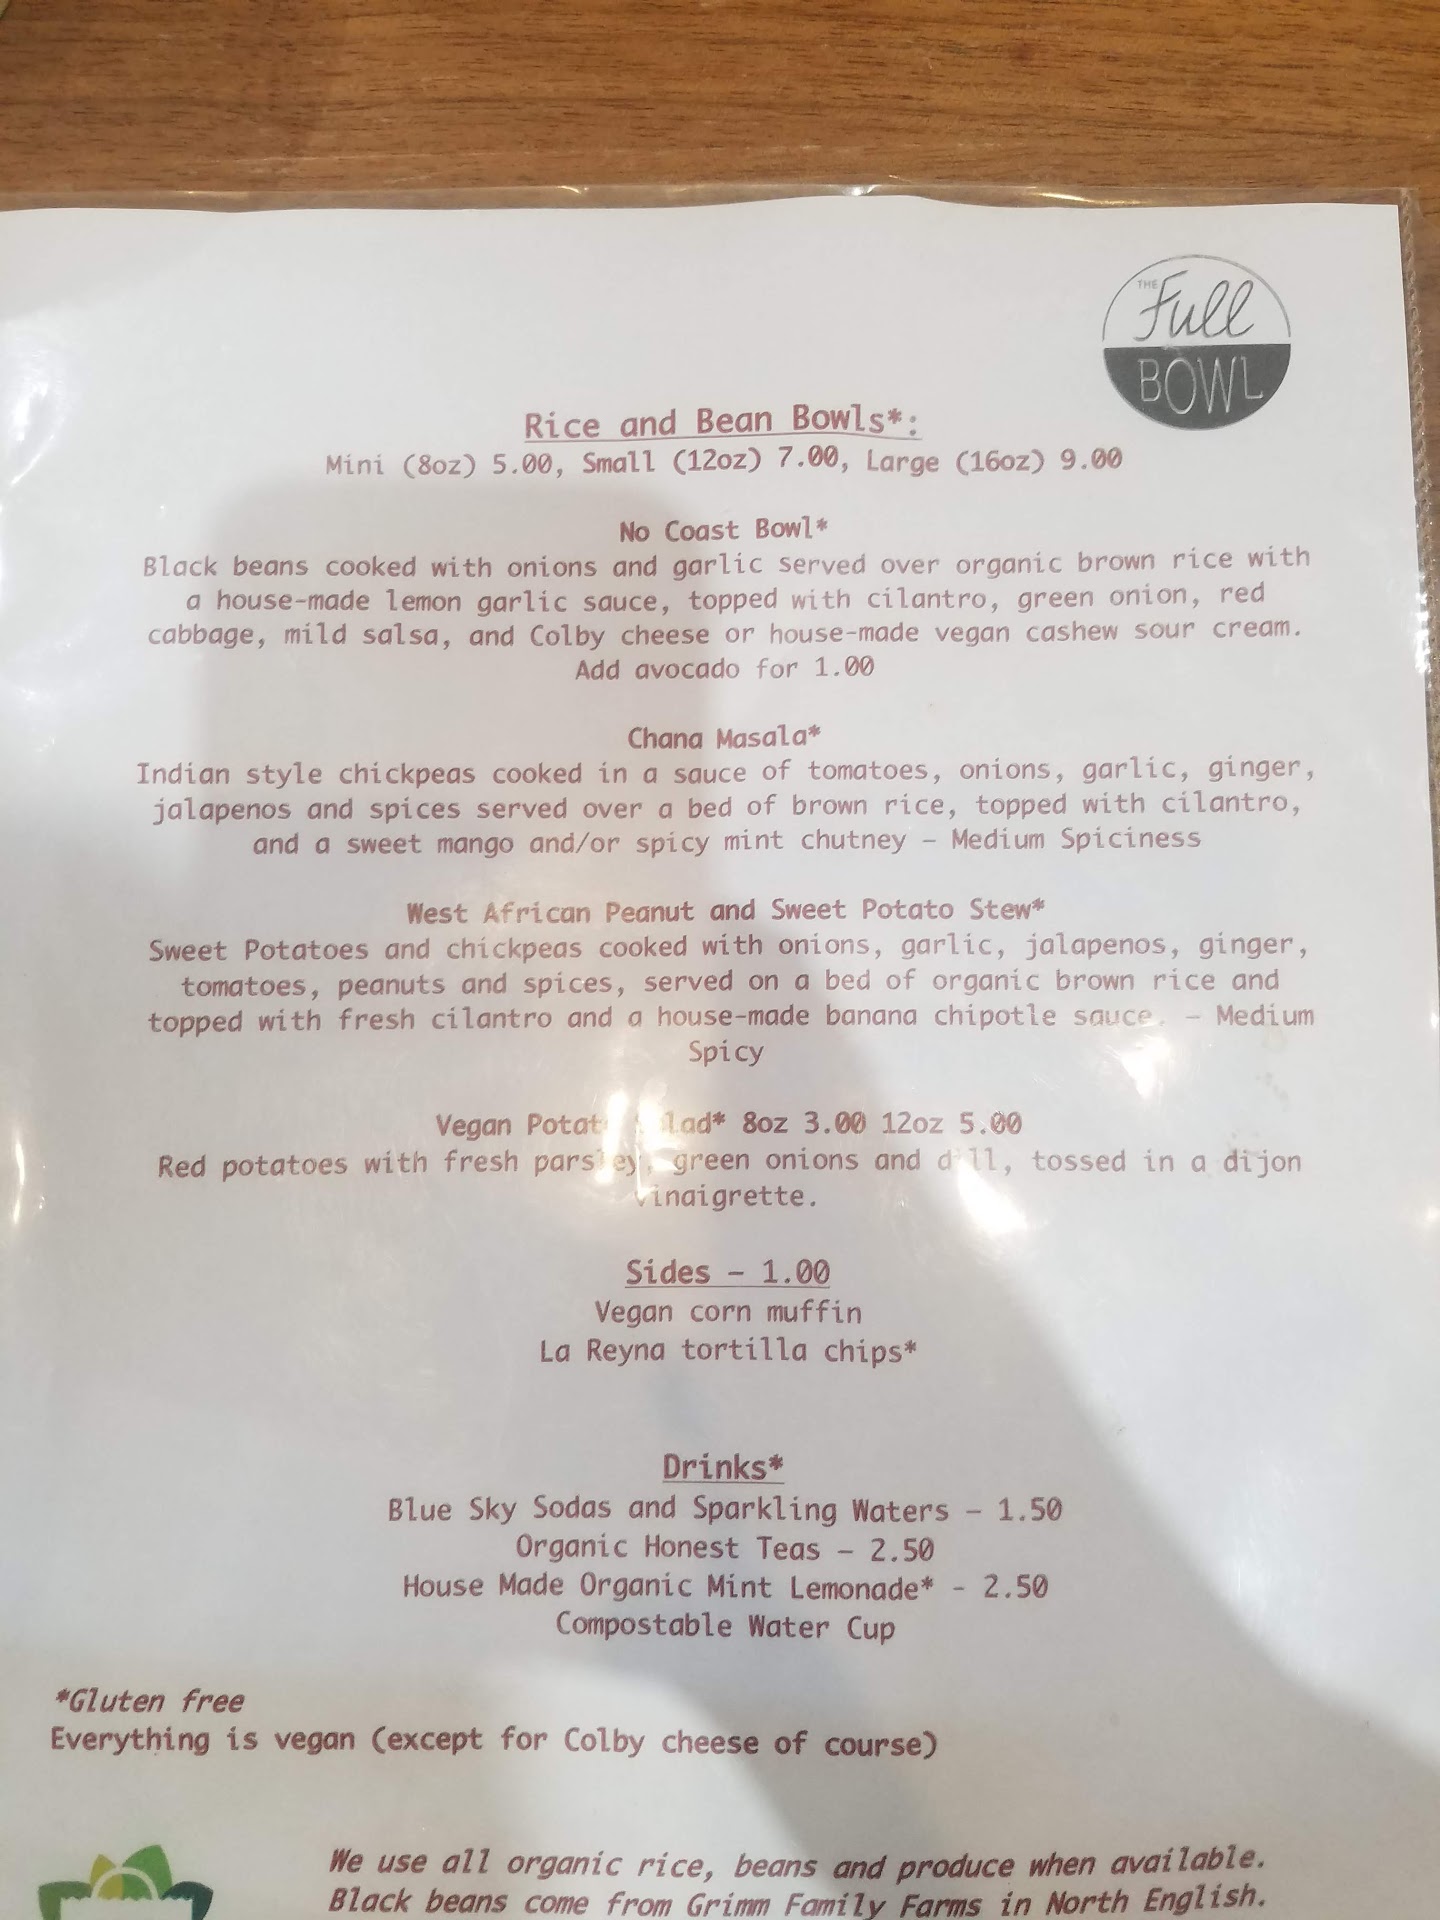 THE
Full
BOWL
Rice and Bean Bowls*:
Mini (8oz) 5.00, Small (12oz) 7.00, Large (16oz) 9.00
No Coast Bowl*
Black beans cooked with onions and garlic served over organic brown rice with
a house-made lemon garlic sauce, topped with cilantro, green onion, red
cabbage, mild salsa, and Colby cheese or house-made vegan cashew sour cream.
Add avocado for 1.00
Chana Masala*
Indian style chickpeas cooked in a sauce of tomatoes, onions, garlic, ginger,
jalapenos and spices served over a bed of brown rice, topped with cilantro,
and a sweet mango and/or spicy mint chutney – Medium Spiciness
West African Peanut and Sweet Potato Stew*
Sweet Potatoes and chickpeas cooked with onions, garlic, jalapenos, ginger,
tomatoes, peanuts and spices, served on a bed of organic brown rice and
topped with fresh cilantro and a house-made banana chipotle sauce. – Medium
Spicy
Vegan Potato Salad* 8oz 3.00 12oz 5.00
Red potatoes with fresh parsley, green onions and dill, tossed in a dijon
vinaigrette.
Sides – 1.00
Vegan corn muffin
La Reyna tortilla chips*
Drinks*
Blue Sky Sodas and Sparkling Waters – 1.50
Organic Honest Teas – 2.50
House Made Organic Mint Lemonade* - 2.50
Compostable Water Cup
*Gluten free
Everything is vegan (except for Colby cheese of course)
We use all organic rice, beans and produce when available.
Black beans come from Grimm Family Farms in North English.